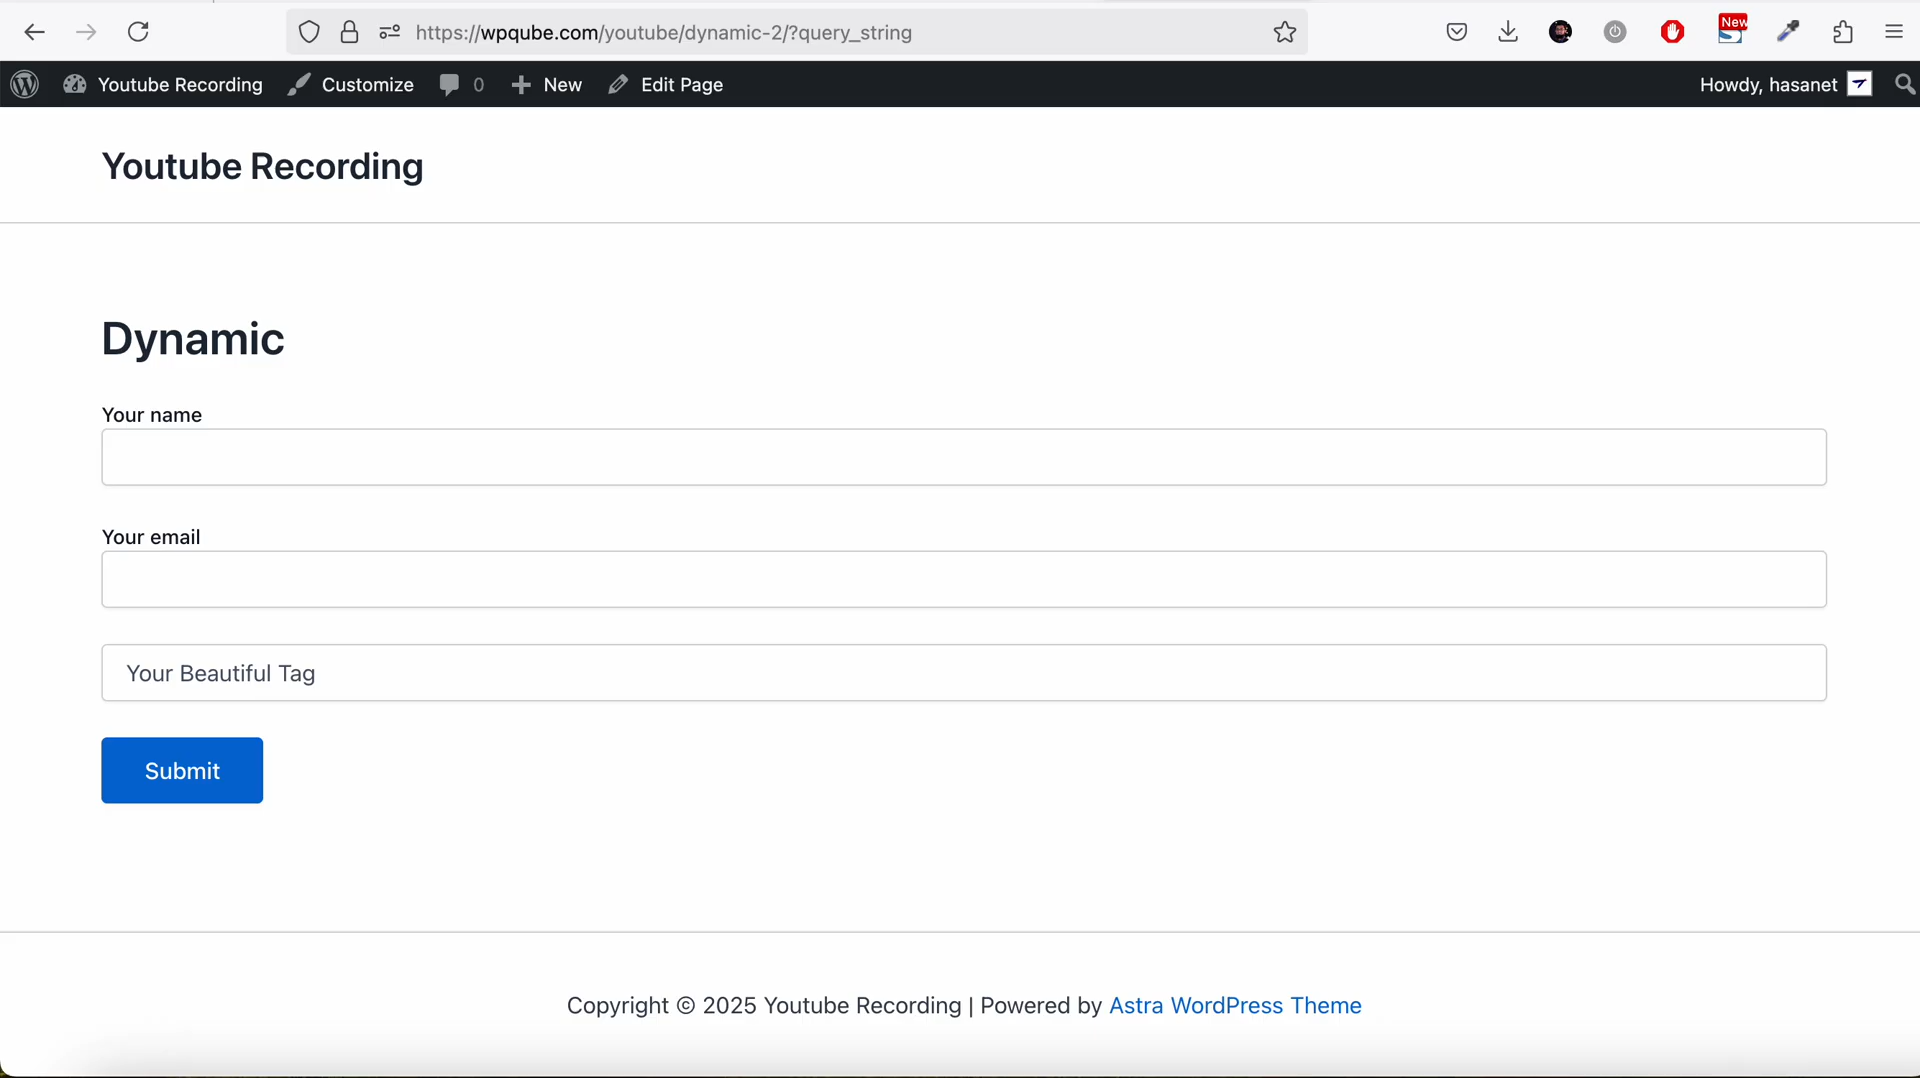 https://wpqube.com/youtube/dynamic-2/?query_string
New
Youtube Recording Customize 0 New Edit Page Howdy, hasanet
Youtube Recording
Dynamic
Your name
Your email
Your Beautiful Tag
Submit
Copyright © 2025 Youtube Recording | Powered by Astra WordPress Theme